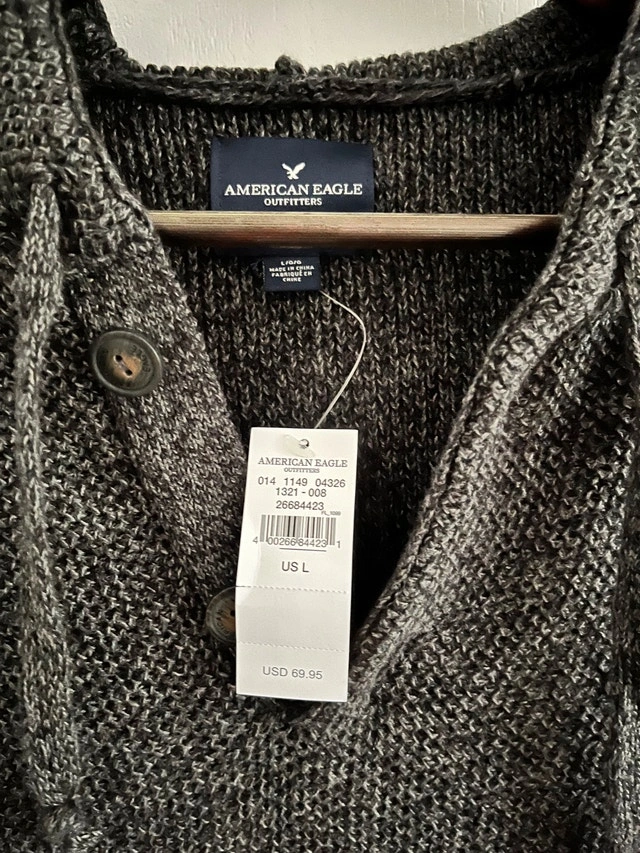 AMERICAN EAGLE
OUTFITTERS
L/G/G
MADE IN CHINA
FABRIQUÉ EN
CHINE
AMERICAN EAGLE
OUTFITTERS
014 1149 04326
1321 - 008
26684423
FL_1099
4 00266 84423 1
US L
USD 69.95